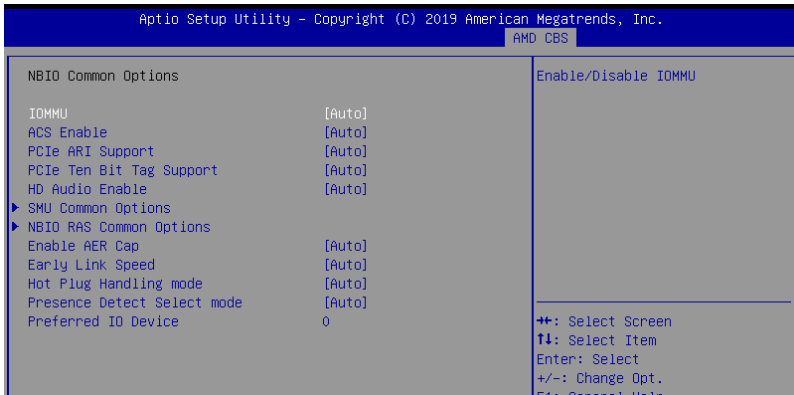 Aptio Setup Utility – Copyright (C) 2019 American Megatrends, Inc.
AMD CBS
NBIO Common Options
Enable/Disable IOMMU
IOMMU [Auto]
ACS Enable [Auto]
PCIe ARI Support [Auto]
PCIe Ten Bit Tag Support [Auto]
HD Audio Enable [Auto]
SMU Common Options
NBIO RAS Common Options
Enable AER Cap [Auto]
Early Link Speed [Auto]
Hot Plug Handling mode [Auto]
Presence Detect Select mode [Auto]
Preferred IO Device 0
→←: Select Screen
↑↓: Select Item
Enter: Select
+/-: Change Opt.